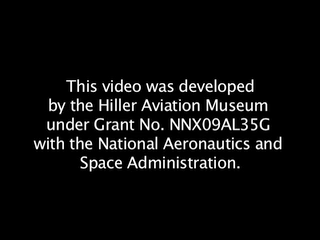 This video was developed
by the Hiller Aviation Museum
under Grant No. NNX09AL35G
with the National Aeronautics and
Space Administration.